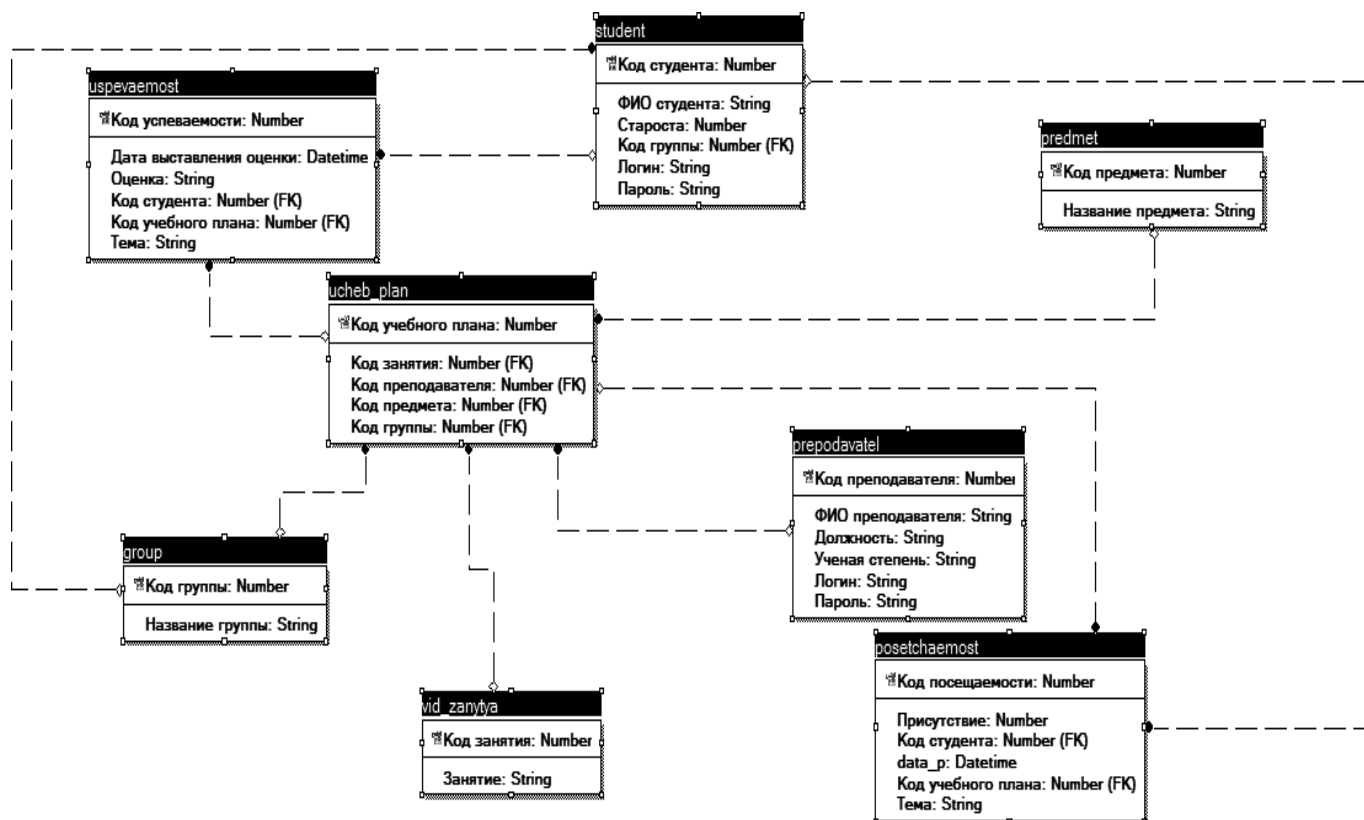 student
Код студента: Number
ФИО студента: String
Староста: Number
Код группы: Number (FK)
Логин: String
Пароль: String
uspevaemost
Код успеваемости: Number
Дата выставления оценки: Datetime
Оценка: String
Код студента: Number (FK)
Код учебного плана: Number (FK)
Тема: String
predmet
Код предмета: Number
Название предмета: String
ucheb_plan
Код учебного плана: Number
Код занятия: Number (FK)
Код преподавателя: Number (FK)
Код предмета: Number (FK)
Код группы: Number (FK)
prepodavatel
Код преподавателя: Number
ФИО преподавателя: String
Должность: String
Ученая степень: String
Логин: String
Пароль: String
group
Код группы: Number
Название группы: String
vid_zanytya
Код занятия: Number
Занятие: String
posetchaemost
Код посещаемости: Number
Присутствие: Number
Код студента: Number (FK)
data_p: Datetime
Код учебного плана: Number (FK)
Тема: String